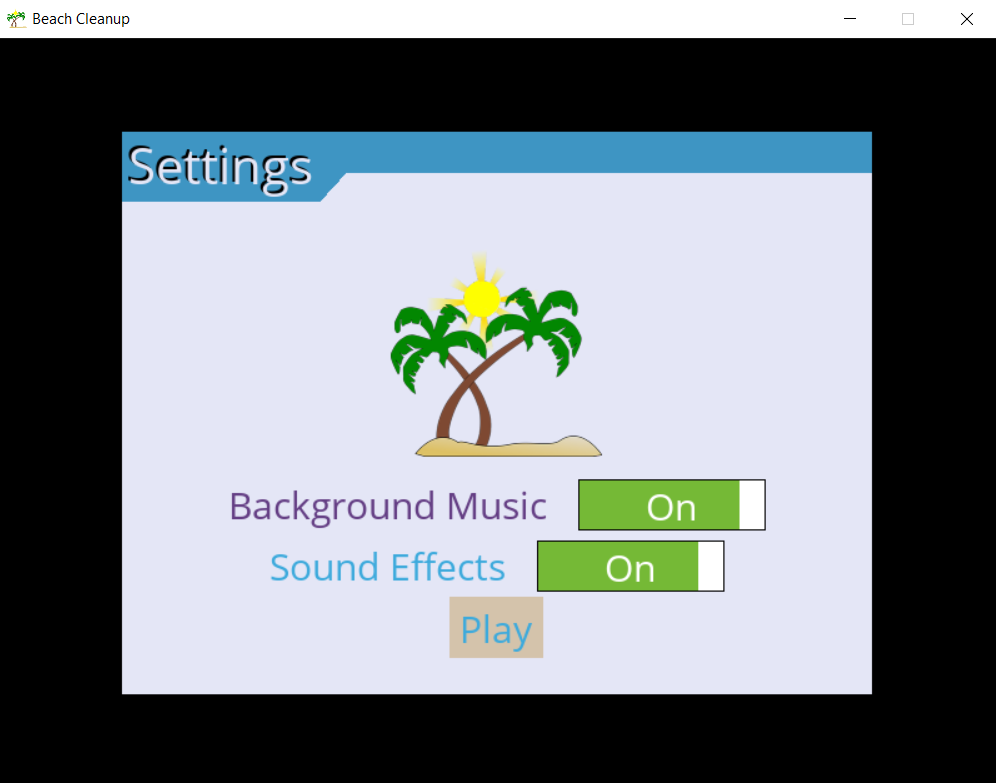 Beach Cleanup
Settings
Background Music On
Sound Effects On
Play